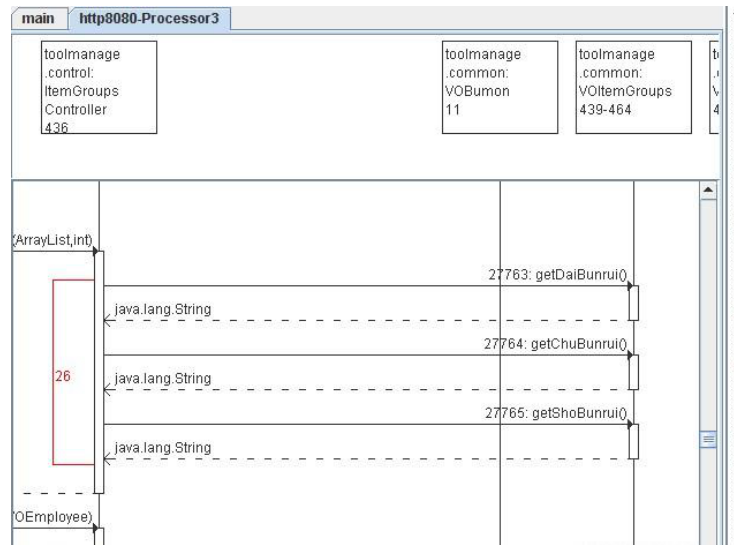 main
http8080-Processor3
toolmanage
.control:
ItemGroups
Controller
436
toolmanage
.common:
VOBumon
11
toolmanage
.common:
VOItemGroups
439-464
(ArrayList,int)
27763: getDaiBunrui()
java.lang.String
27764: getChuBunrui()
26
java.lang.String
27765: getShoBunrui()
java.lang.String
OEmployee)